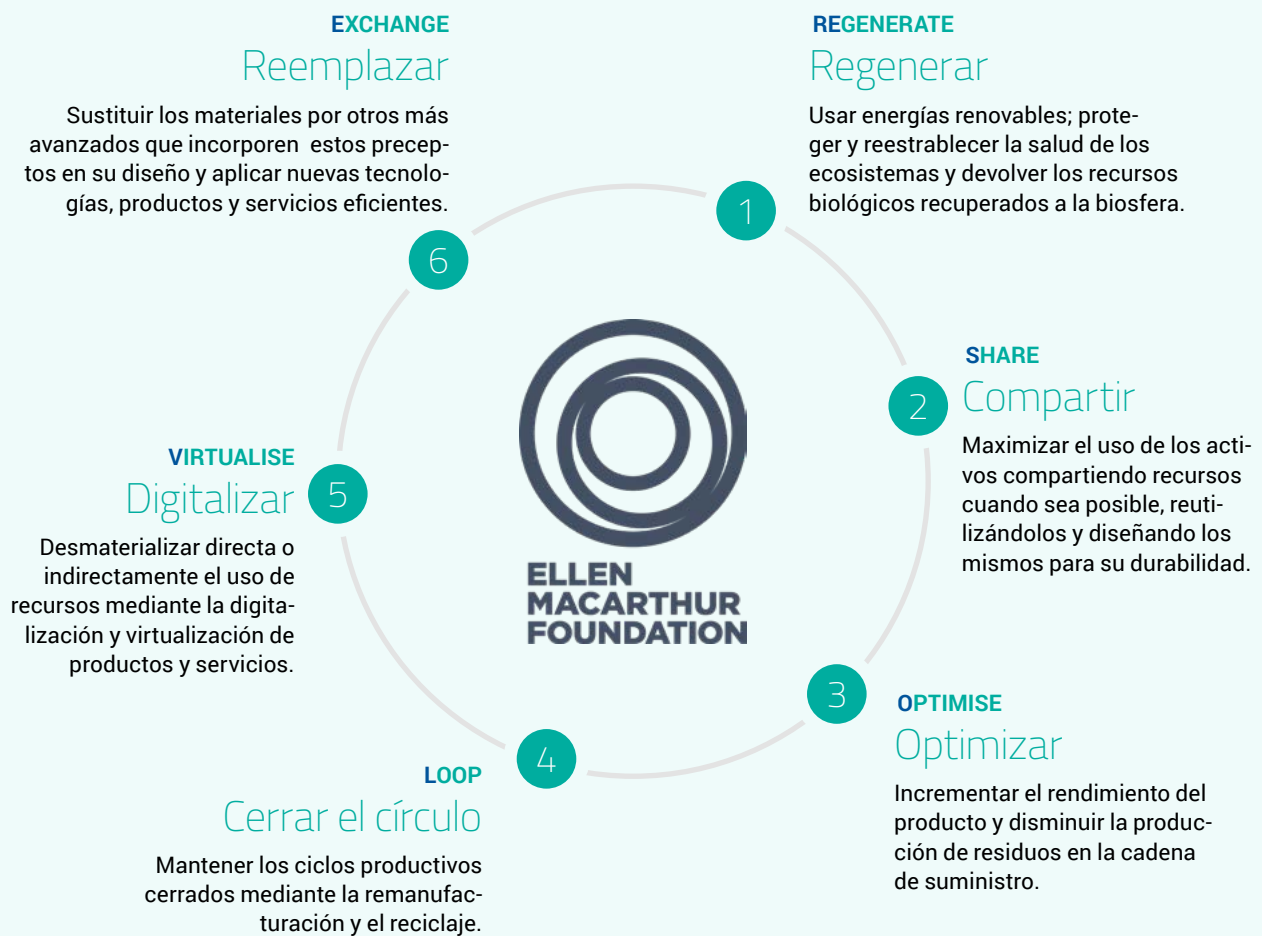 REGENERATE
Regenerar
Usar energías renovables; prote-
ger y reestrablecer la salud de los
ecosistemas y devolver los recursos
biológicos recuperados a la biosfera.
1
SHARE
Compartir
Maximizar el uso de los acti-
vos compartiendo recursos
cuando sea posible, reuti-
lizándolos y diseñando los
mismos para su durabilidad.
2
OPTIMISE
Optimizar
Incrementar el rendimiento del
producto y disminuir la produc-
ción de residuos en la cadena
de suministro.
3
LOOP
Cerrar el círculo
Mantener los ciclos productivos
cerrados mediante la remanufac-
turación y el reciclaje.
4
VIRTUALISE
Digitalizar
Desmaterializar directa o
indirectamente el uso de
recursos mediante la digita-
lización y virtualización de
productos y servicios.
5
EXCHANGE
Reemplazar
Sustituir los materiales por otros más
avanzados que incorporen estos precep-
tos en su diseño y aplicar nuevas tecnolo-
gías, productos y servicios eficientes.
6
ELLEN
MACARTHUR
FOUNDATION